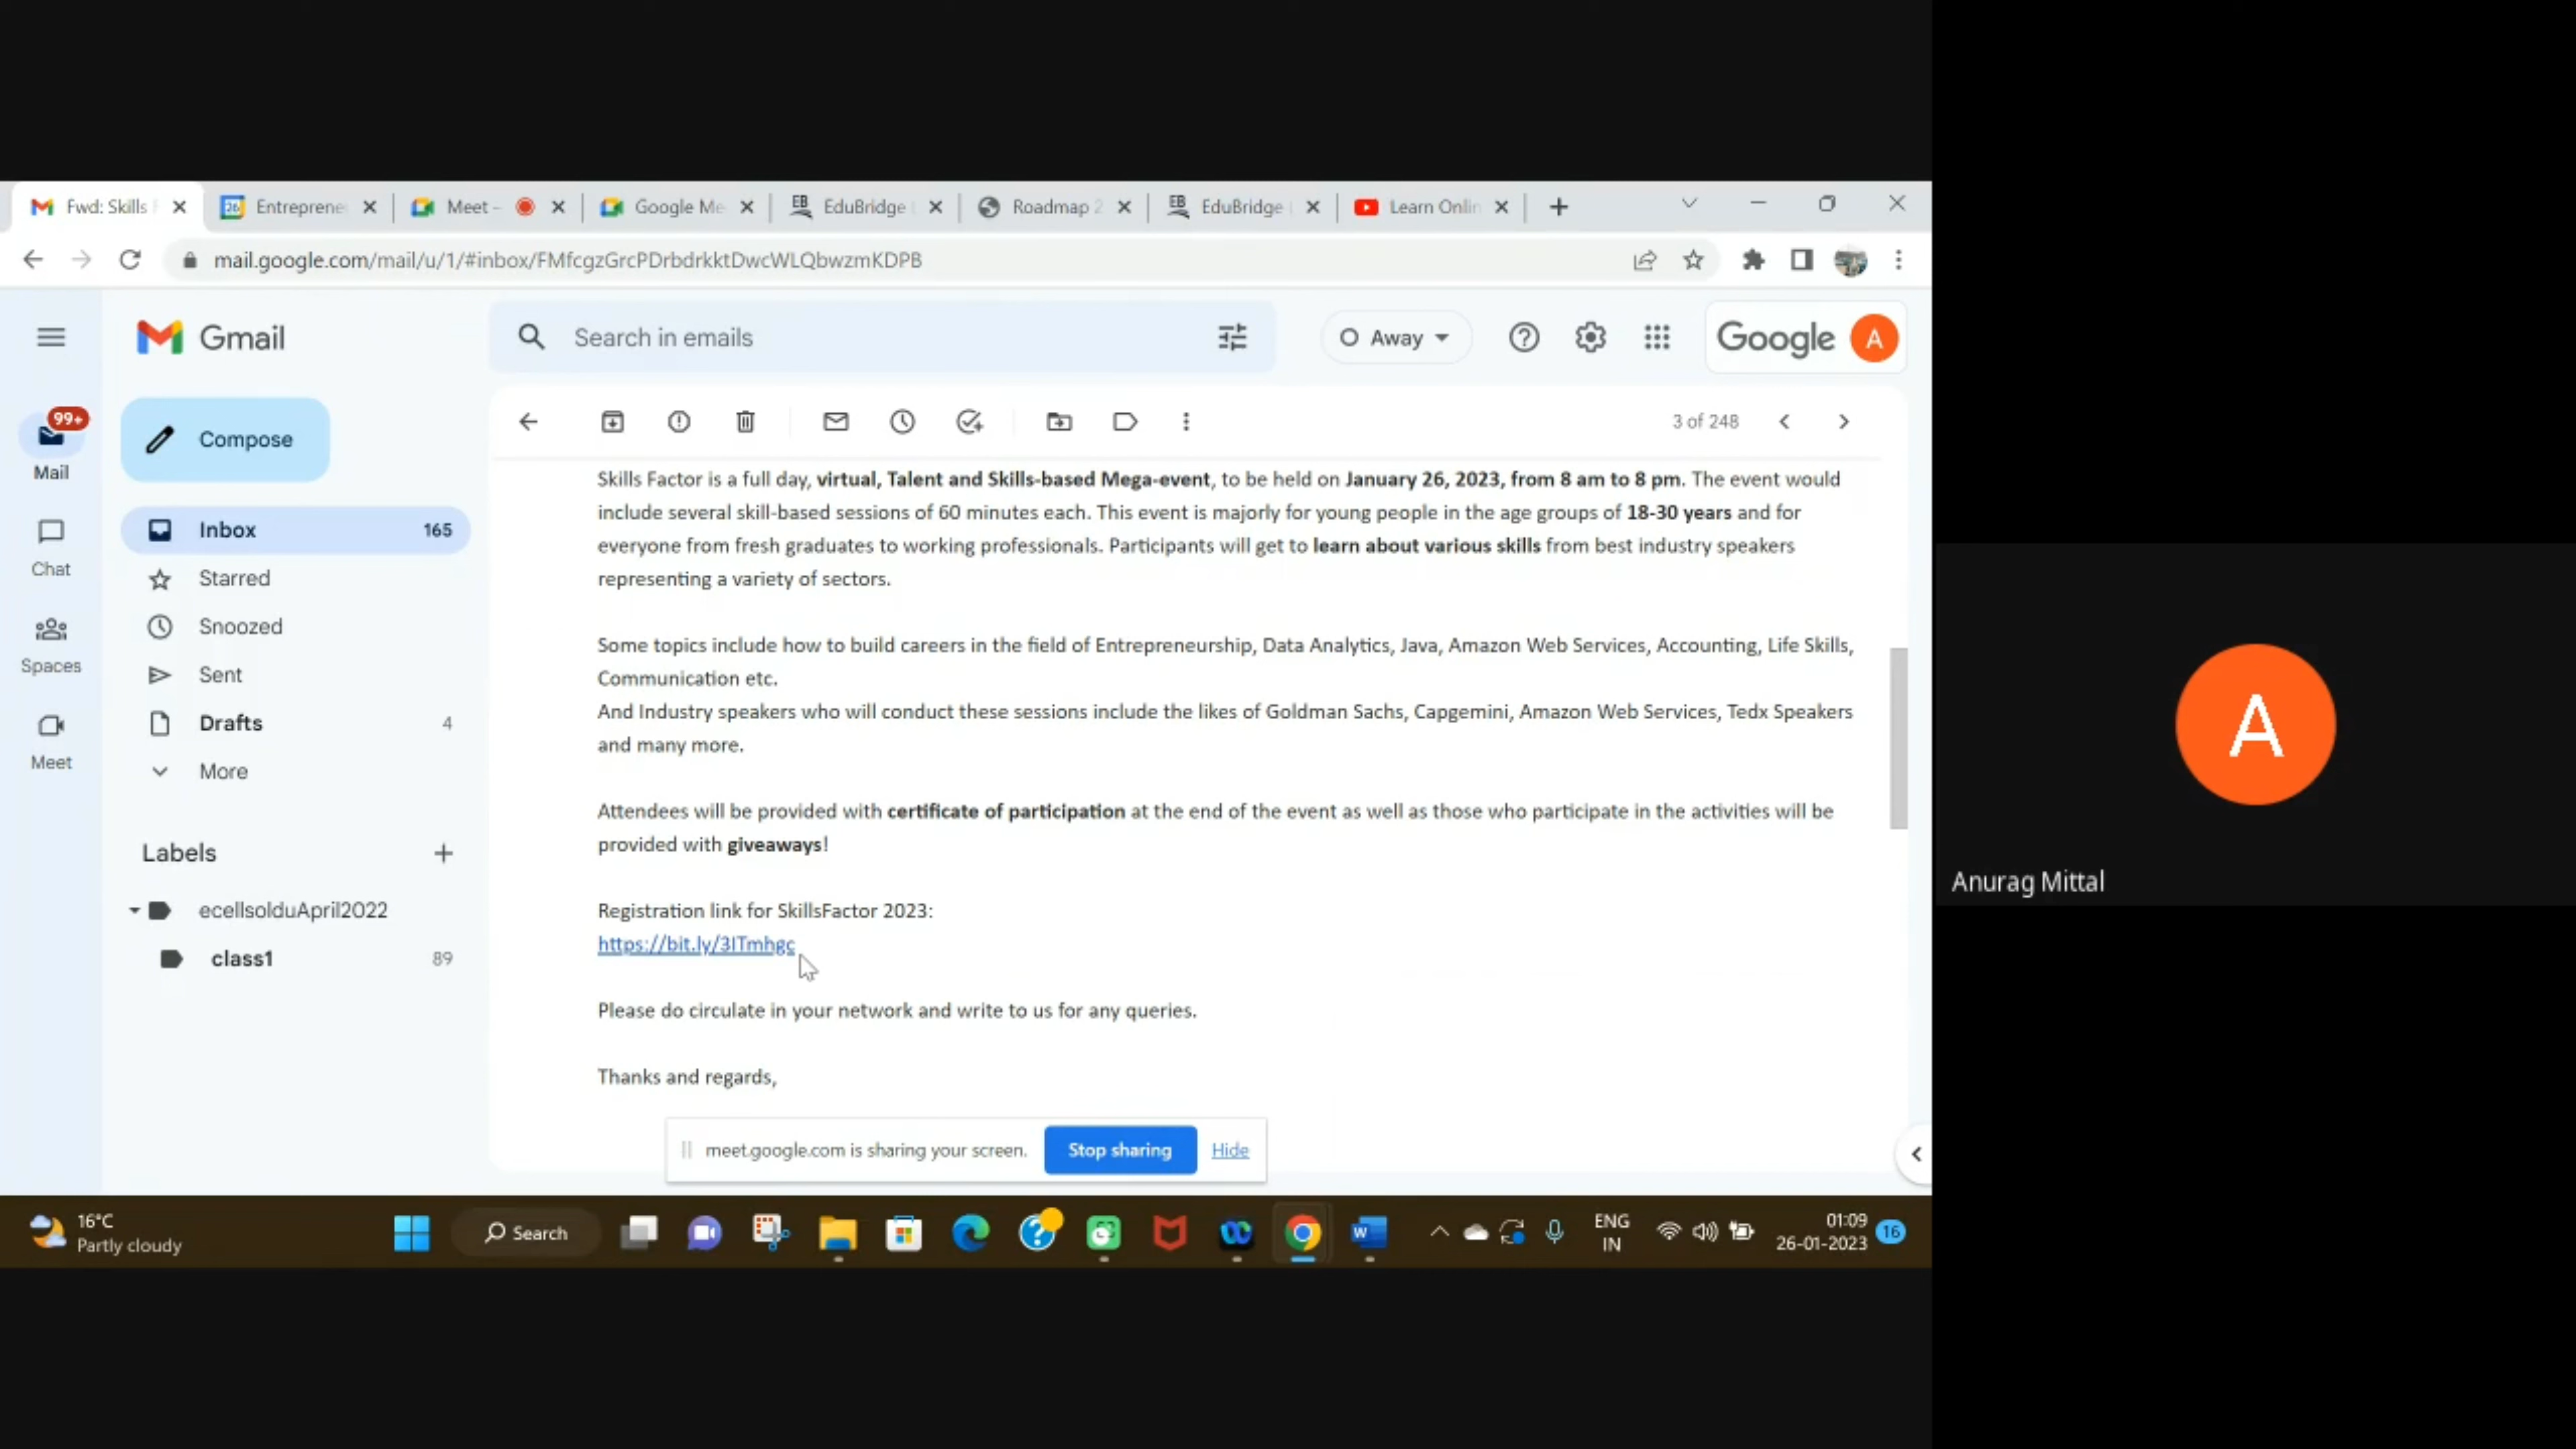 Fwd: Skills F
26 Entreprene
Meet -
Google Me
EB EduBridge
Roadmap 2
EB EduBridge
Learn Onlin
mail.google.com/mail/u/1/#inbox/FMfcgzGrcPDrbdrkktDwcWLQbwzmKDPB
Gmail
Search in emails
Away
Google A
99+
Mail
Compose
3 of 248
Inbox 165
Chat
Starred
Snoozed
Spaces
Sent
Drafts 4
Meet
More
Labels
ecellsolduApril2022
class1 89
Skills Factor is a full day, virtual, Talent and Skills-based Mega-event, to be held on January 26, 2023, from 8 am to 8 pm. The event would
include several skill-based sessions of 60 minutes each. This event is majorly for young people in the age groups of 18-30 years and for
everyone from fresh graduates to working professionals. Participants will get to learn about various skills from best industry speakers
representing a variety of sectors.
Some topics include how to build careers in the field of Entrepreneurship, Data Analytics, Java, Amazon Web Services, Accounting, Life Skills,
Communication etc.
And Industry speakers who will conduct these sessions include the likes of Goldman Sachs, Capgemini, Amazon Web Services, Tedx Speakers
and many more.
Attendees will be provided with certificate of participation at the end of the event as well as those who participate in the activities will be
provided with giveaways!
Registration link for SkillsFactor 2023:
https://bit.ly/3ITmhgc
Please do circulate in your network and write to us for any queries.
Thanks and regards,
meet.google.com is sharing your screen. Stop sharing Hide
16°C
Partly cloudy
Search
ENG
IN
01:09
26-01-2023
16
A
Anurag Mittal